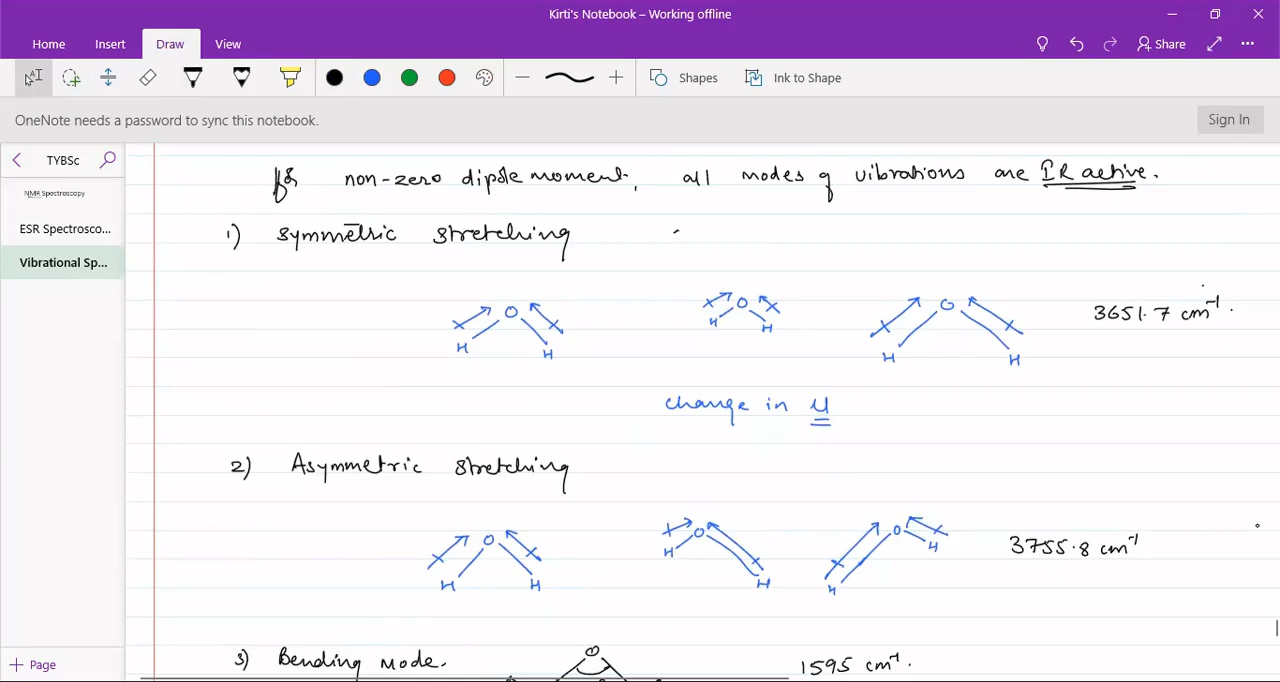 Kirti's Notebook – Working offline
Home Insert Draw View Share
Shapes Ink to Shape
OneNote needs a password to sync this notebook. Sign In
TYBSc
NMR Spectroscopy
ESR Spectrosco...
Vibrational Sp...
Page
for non-zero dipole moment, all modes of vibrations are IR active.
1) Symmetric stretching
O O O 3651.7 cm⁻¹.
H H H H H H
change in μ
2) Asymmetric stretching
O O O 3755.8 cm⁻¹
H H H H H H
3) Bending mode. O 1595 cm⁻¹.